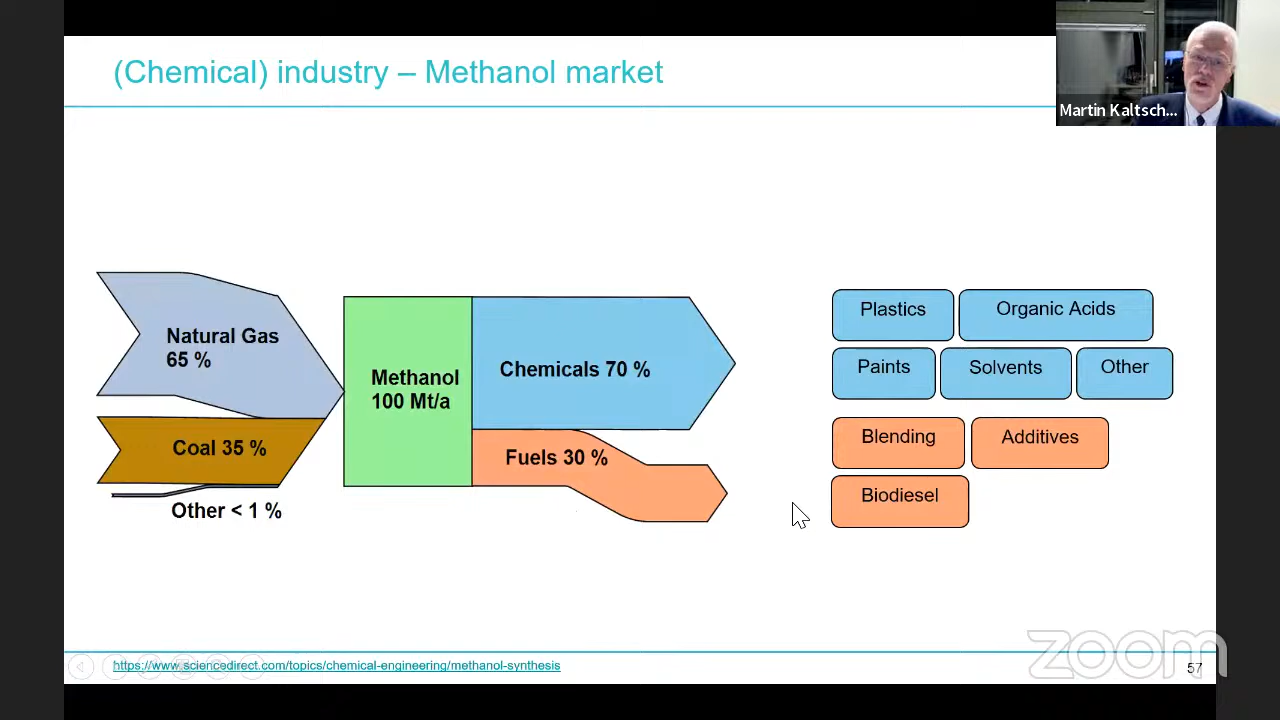 (Chemical) industry – Methanol market
Martin Kaltsch...
Natural Gas
65 %
Coal 35 %
Other < 1 %
Methanol
100 Mt/a
Chemicals 70 %
Fuels 30 %
Plastics
Organic Acids
Paints
Solvents
Other
Blending
Additives
Biodiesel
https://www.sciencedirect.com/topics/chemical-engineering/methanol-synthesis
zoom
57